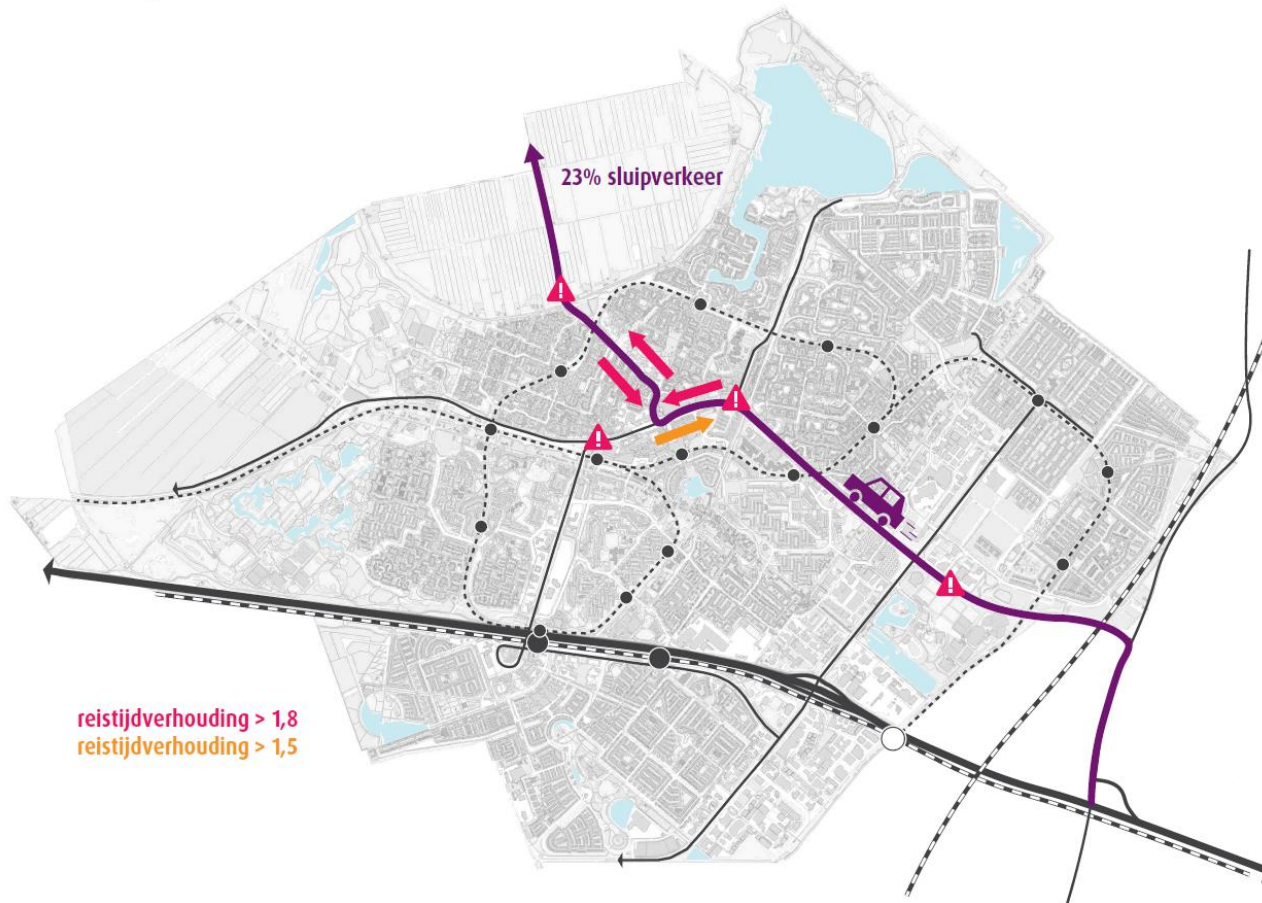 23% sluipverkeer
!
!
!
!
reistijdverhouding > 1,8
reistijdverhouding > 1,5